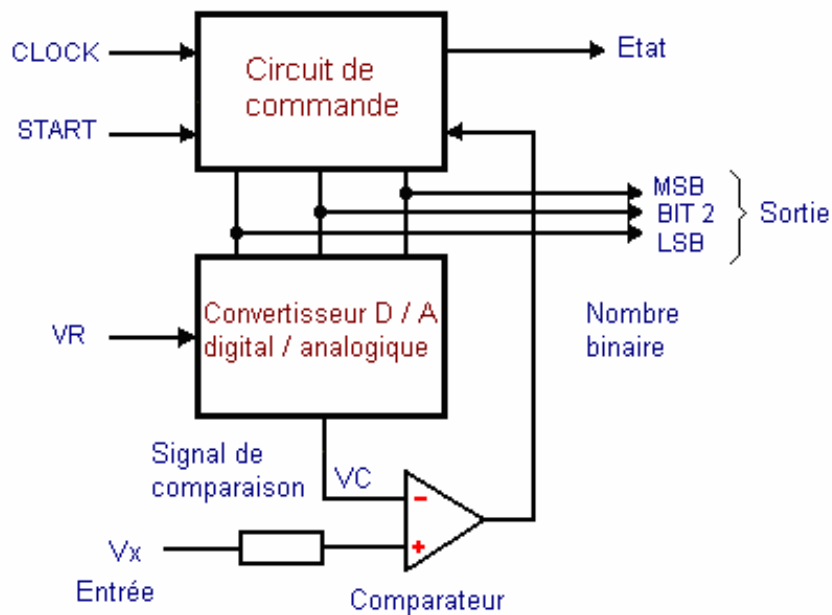 CLOCK
Circuit de
commande
Etat
START
MSB
BIT 2
LSB
Sortie
VR
Convertisseur D / A
digital / analogique
Nombre
binaire
Signal de
comparaison
VC
-
+
Vx
Entrée
Comparateur